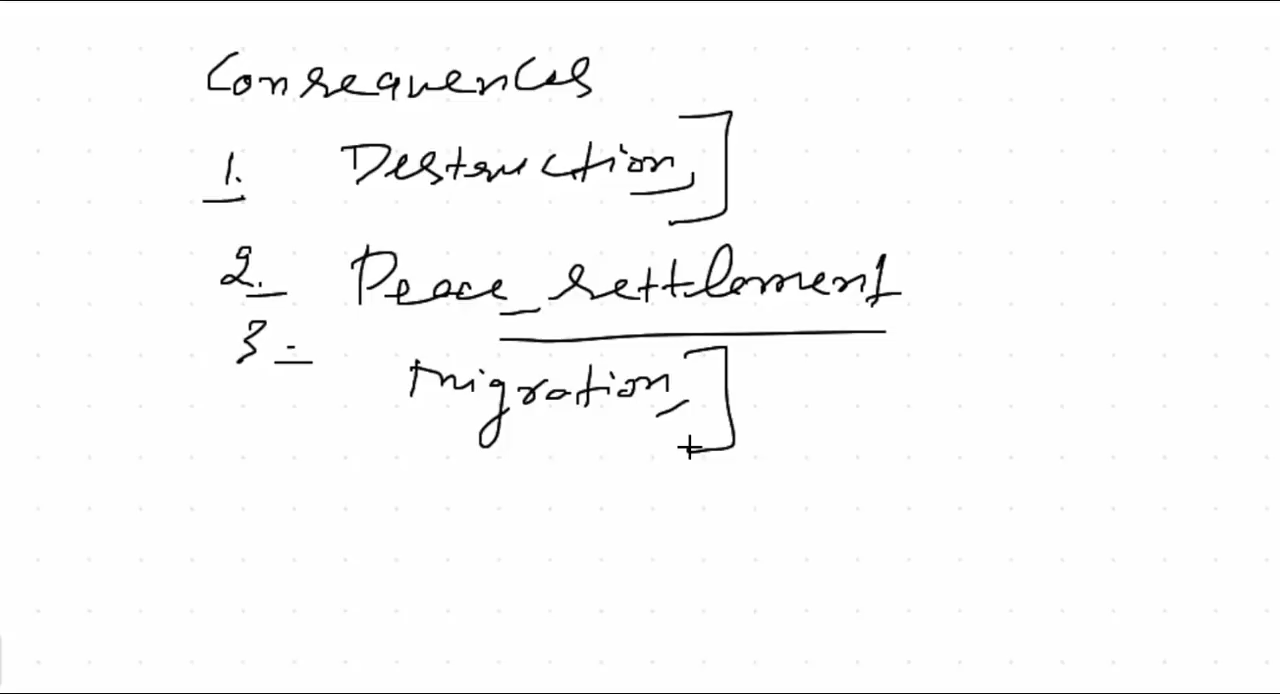 Consequences
1. Destruction
2. Peace settlement
3. migration